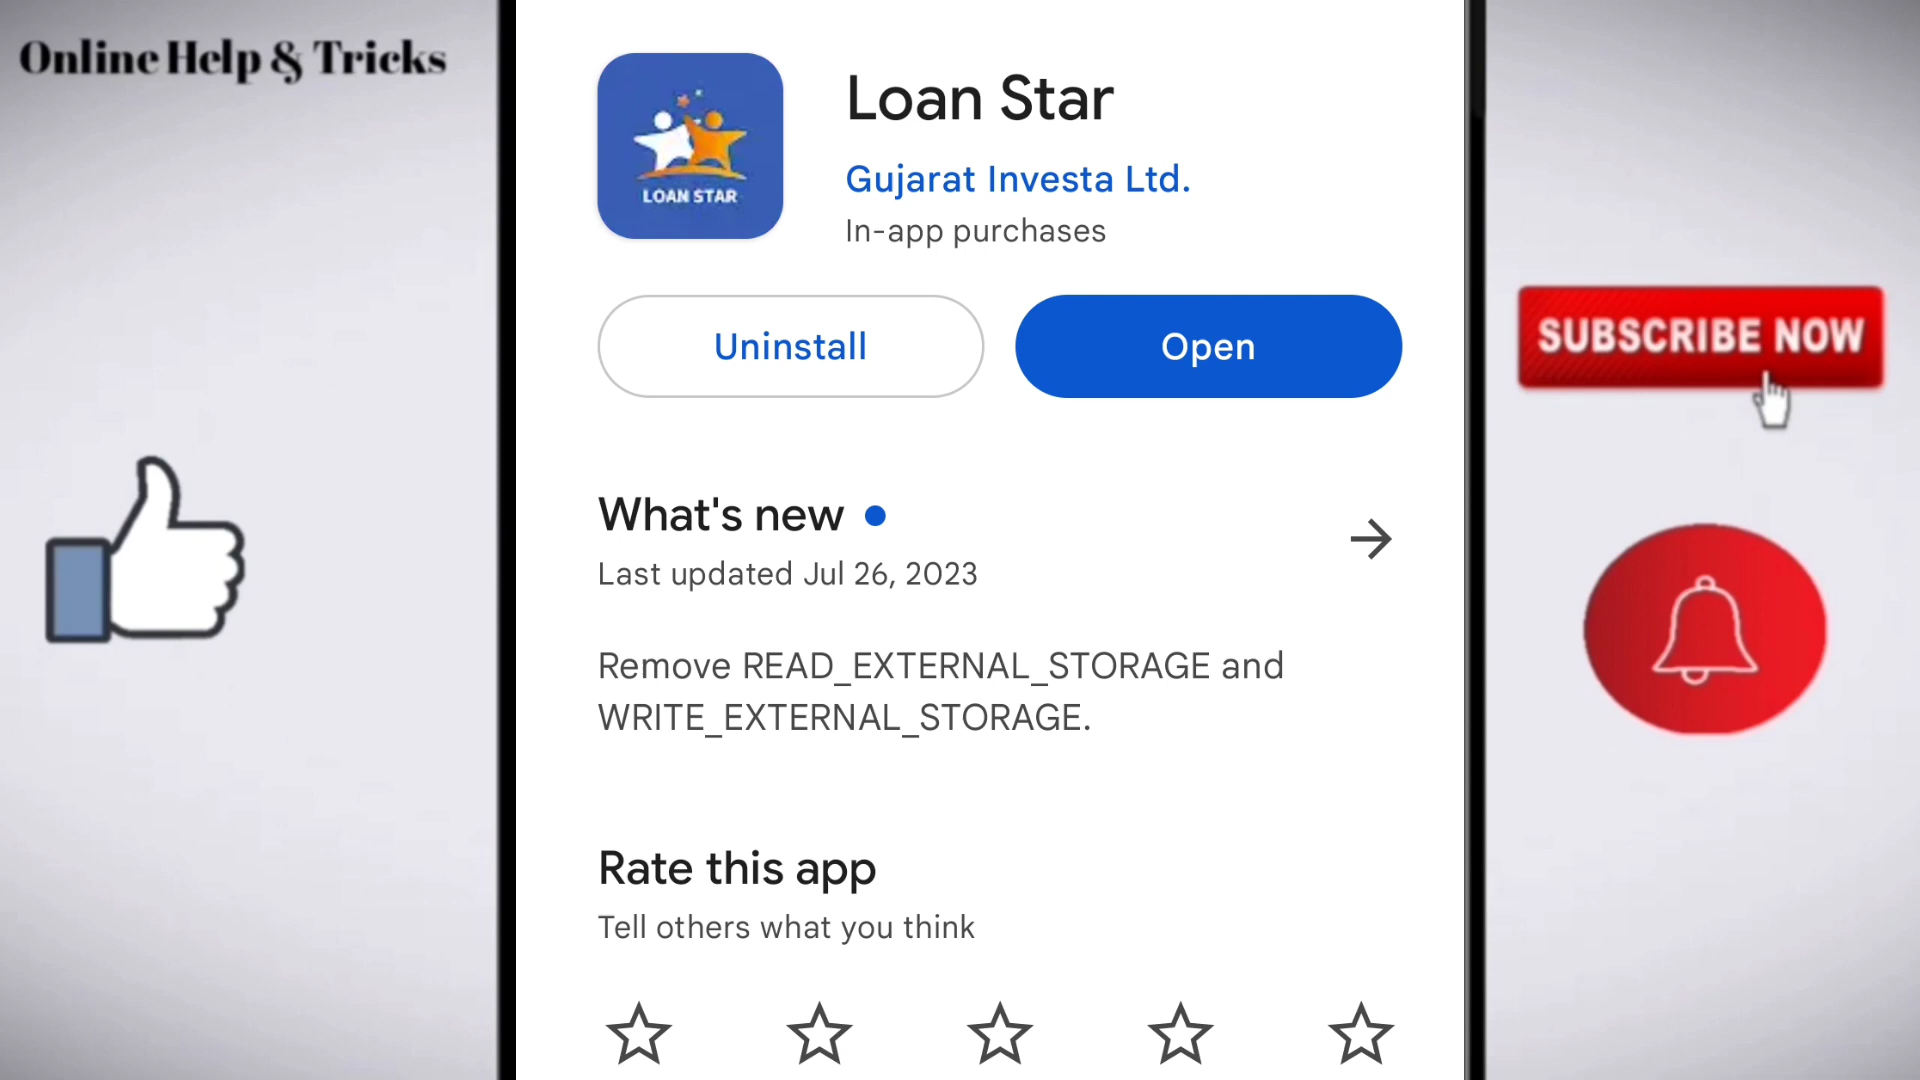 Online Help & Tricks
LOAN STAR
Loan Star
Gujarat Investa Ltd.
In-app purchases
Uninstall
Open
SUBSCRIBE NOW
What's new
Last updated Jul 26, 2023
Remove READ_EXTERNAL_STORAGE and
WRITE_EXTERNAL_STORAGE.
Rate this app
Tell others what you think